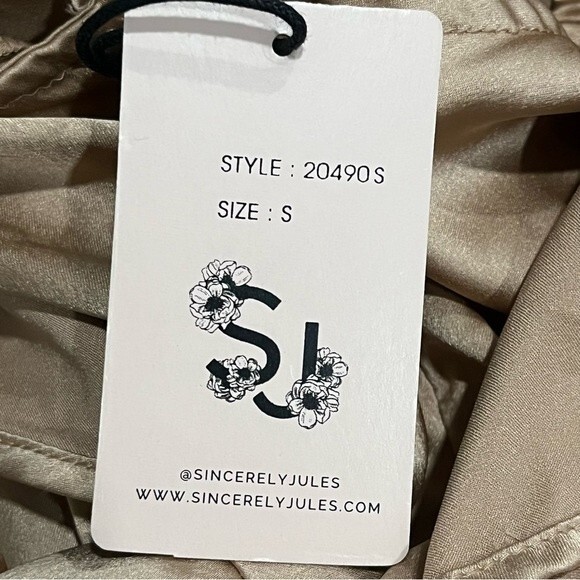 STYLE : 20490S
SIZE : S
SJ
@SINCERELYJULES
WWW.SINCERELYJULES.COM